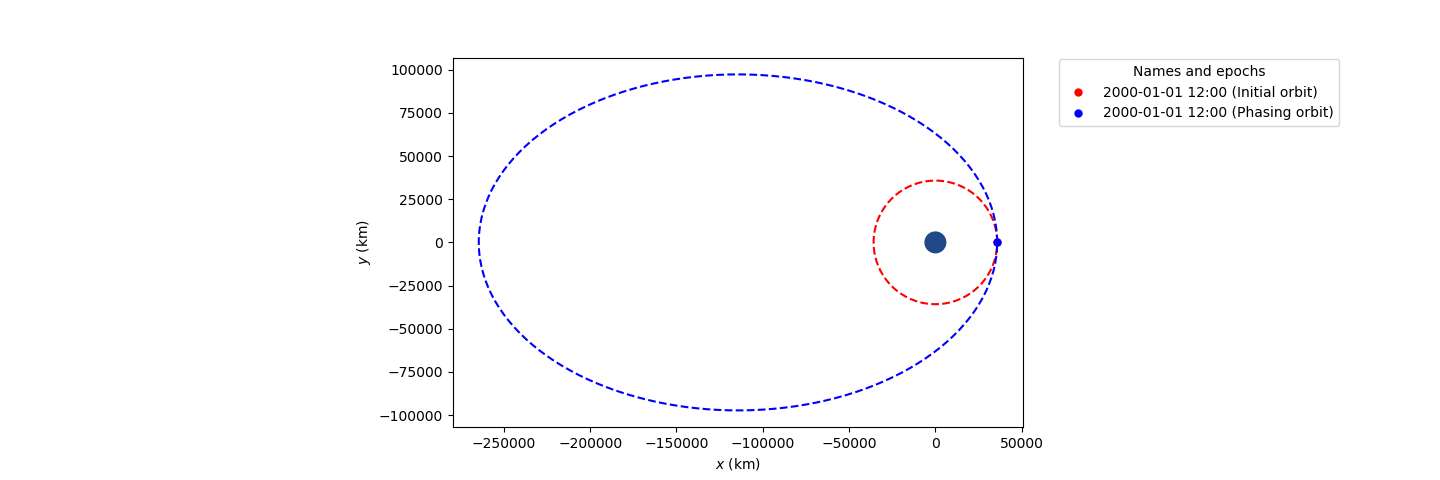 Names and epochs
2000-01-01 12:00 (Initial orbit)
2000-01-01 12:00 (Phasing orbit)
100000
75000
50000
25000
0
−25000
−50000
−75000
−100000
y (km)
−250000 −200000 −150000 −100000 −50000 0 50000
x (km)